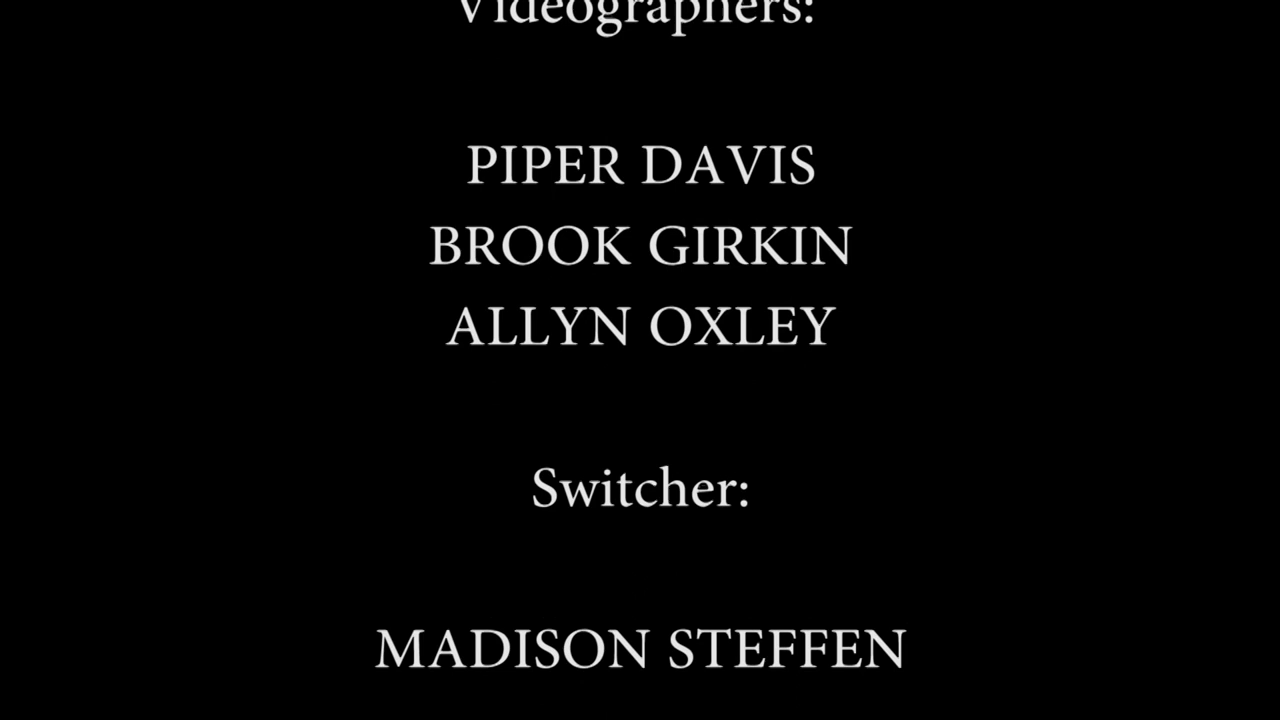 Videographers:
PIPER DAVIS
BROOK GIRKIN
ALLYN OXLEY
Switcher:
MADISON STEFFEN